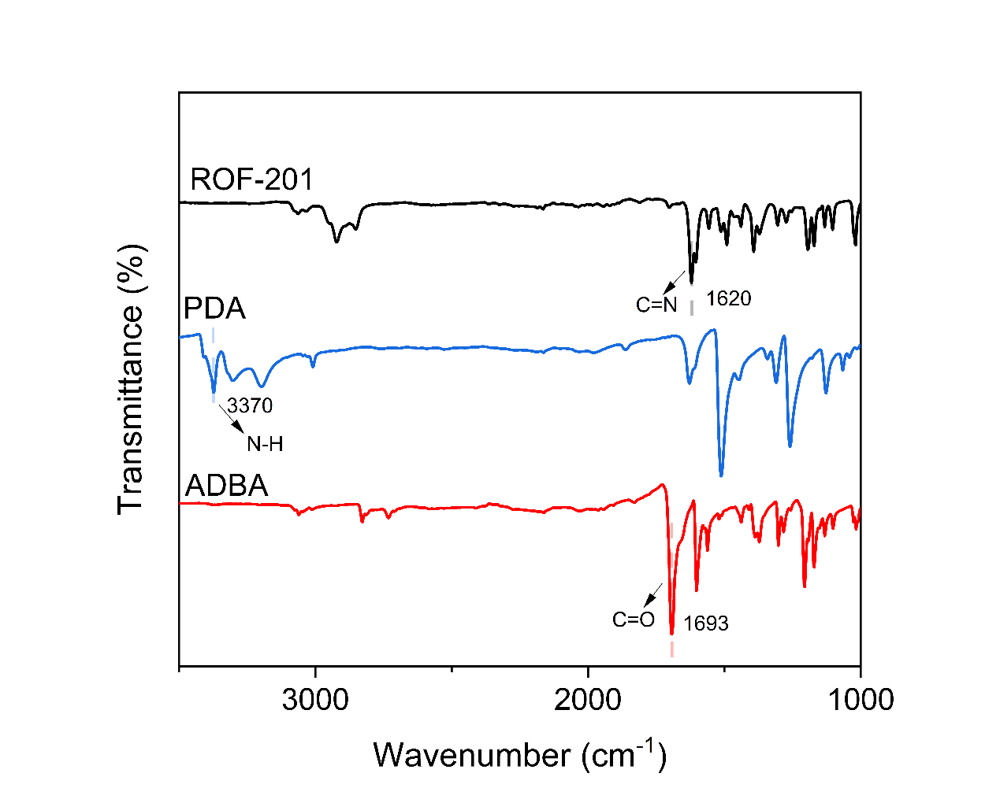 ROF-201
C=N
1620
PDA
3370
N-H
ADBA
C=O
1693
Transmittance (%)
3000
2000
1000
Wavenumber (cm⁻¹)